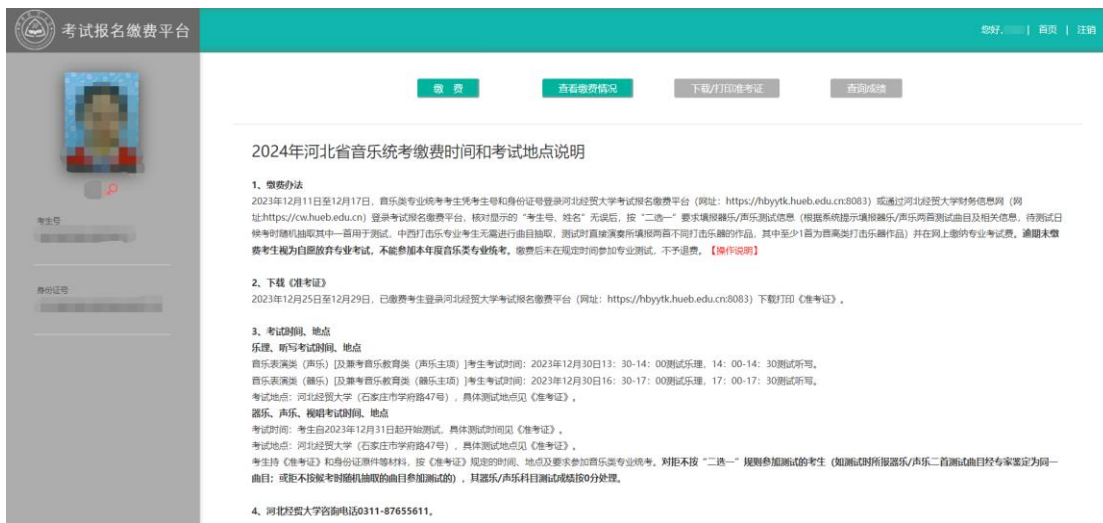 考试报名缴费平台
您好, | 首页 | 注销
缴 费
查看缴费情况
下载/打印准考证
查询成绩
考生号
身份证号
2024年河北省音乐统考缴费时间和考试地点说明
1、缴费办法
2023年12月11日至12月17日，音乐类专业统考考生凭考生号和身份证号登录河北经贸大学考试报名缴费平台（网址：https://hbyytk.hueb.edu.cn:8083）或通过河北经贸大学财务信息网（网
址:https://cw.hueb.edu.cn）登录考试报名缴费平台，核对显示的“考生号、姓名”无误后，按“二选一”要求填报器乐/声乐测试信息（根据系统提示填报器乐/声乐两首测试曲目及相关信息，待测试日
候考时随机抽取其中一首用于测试，中西打击乐专业考生无需进行曲目抽取，测试时直接演奏所填报两首不同打击乐器的作品，其中至少1首为音高类打击乐器作品）并在网上缴纳专业考试费。逾期未缴
费考生视为自愿放弃专业考试，不能参加本年度音乐类专业统考。缴费后未在规定时间参加专业测试，不予退费。【操作说明】
2、下载《准考证》
2023年12月25日至12月29日，已缴费考生登录河北经贸大学考试报名缴费平台（网址：https://hbyytk.hueb.edu.cn:8083）下载打印《准考证》。
3、考试时间、地点
乐理、听写考试时间、地点
音乐表演类（声乐）[及兼考音乐教育类（声乐主项）]考生考试时间：2023年12月30日13：30-14：00测试乐理，14：00-14：30测试听写。
音乐表演类（器乐）[及兼考音乐教育类（器乐主项）]考生考试时间：2023年12月30日16：30-17：00测试乐理，17：00-17：30测试听写。
考试地点：河北经贸大学（石家庄市学府路47号），具体测试地点见《准考证》。
器乐、声乐、视唱考试时间、地点
考试时间：考生自2023年12月31日起开始测试，具体测试时间见《准考证》。
考试地点：河北经贸大学（石家庄市学府路47号），具体测试地点见《准考证》。
考生持《准考证》和身份证原件等材料，按《准考证》规定的时间、地点及要求参加音乐类专业统考。对拒不按“二选一”规则参加测试的考生（如测试时所报器乐/声乐二首测试曲目经专家鉴定为同一
曲目；或拒不按候考时随机抽取的曲目参加测试的），其器乐/声乐科目测试成绩按0分处理。
4、河北经贸大学咨询电话0311-87655611。